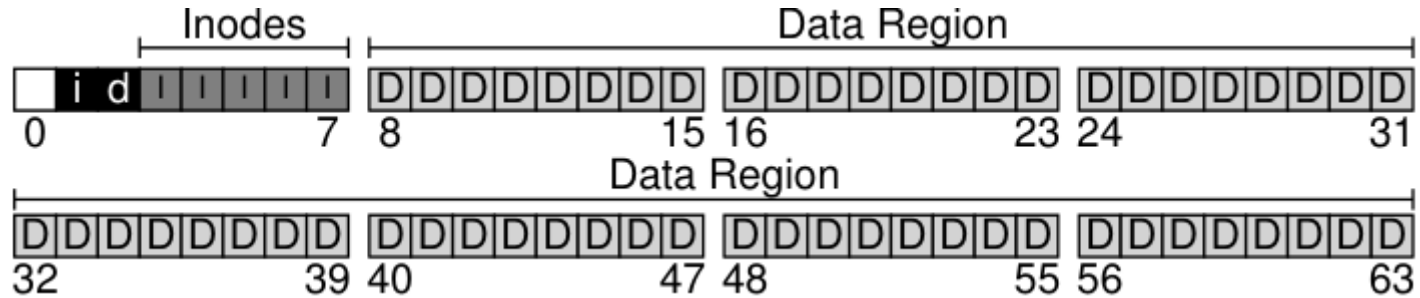 Inodes Data Region
i d I I I I I D D D D D D D D D D D D D D D D D D D D D D D D
0 7 8 15 16 23 24 31
Data Region
D D D D D D D D D D D D D D D D D D D D D D D D D D D D D D D D
32 39 40 47 48 55 56 63